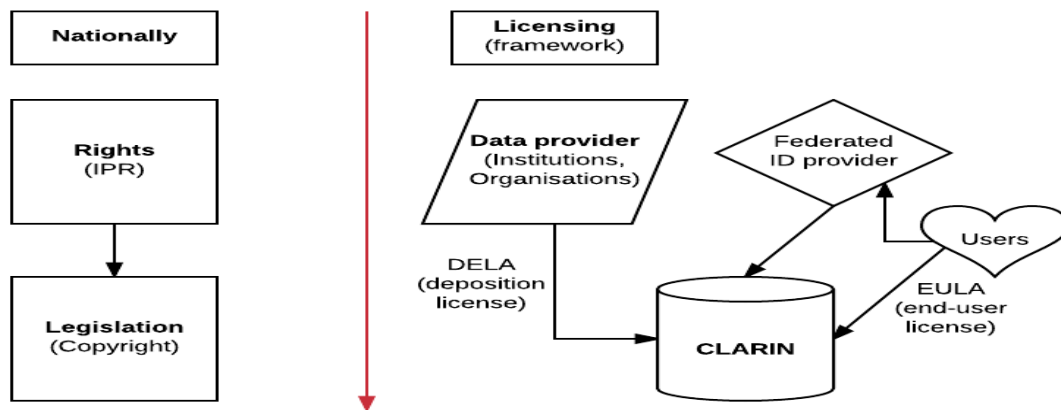 Nationally
Rights
(IPR)
Legislation
(Copyright)
Licensing
(framework)
Data provider
(Institutions,
Organisations)
Federated
ID provider
Users
DELA
(deposition
license)
EULA
(end-user
license)
CLARIN